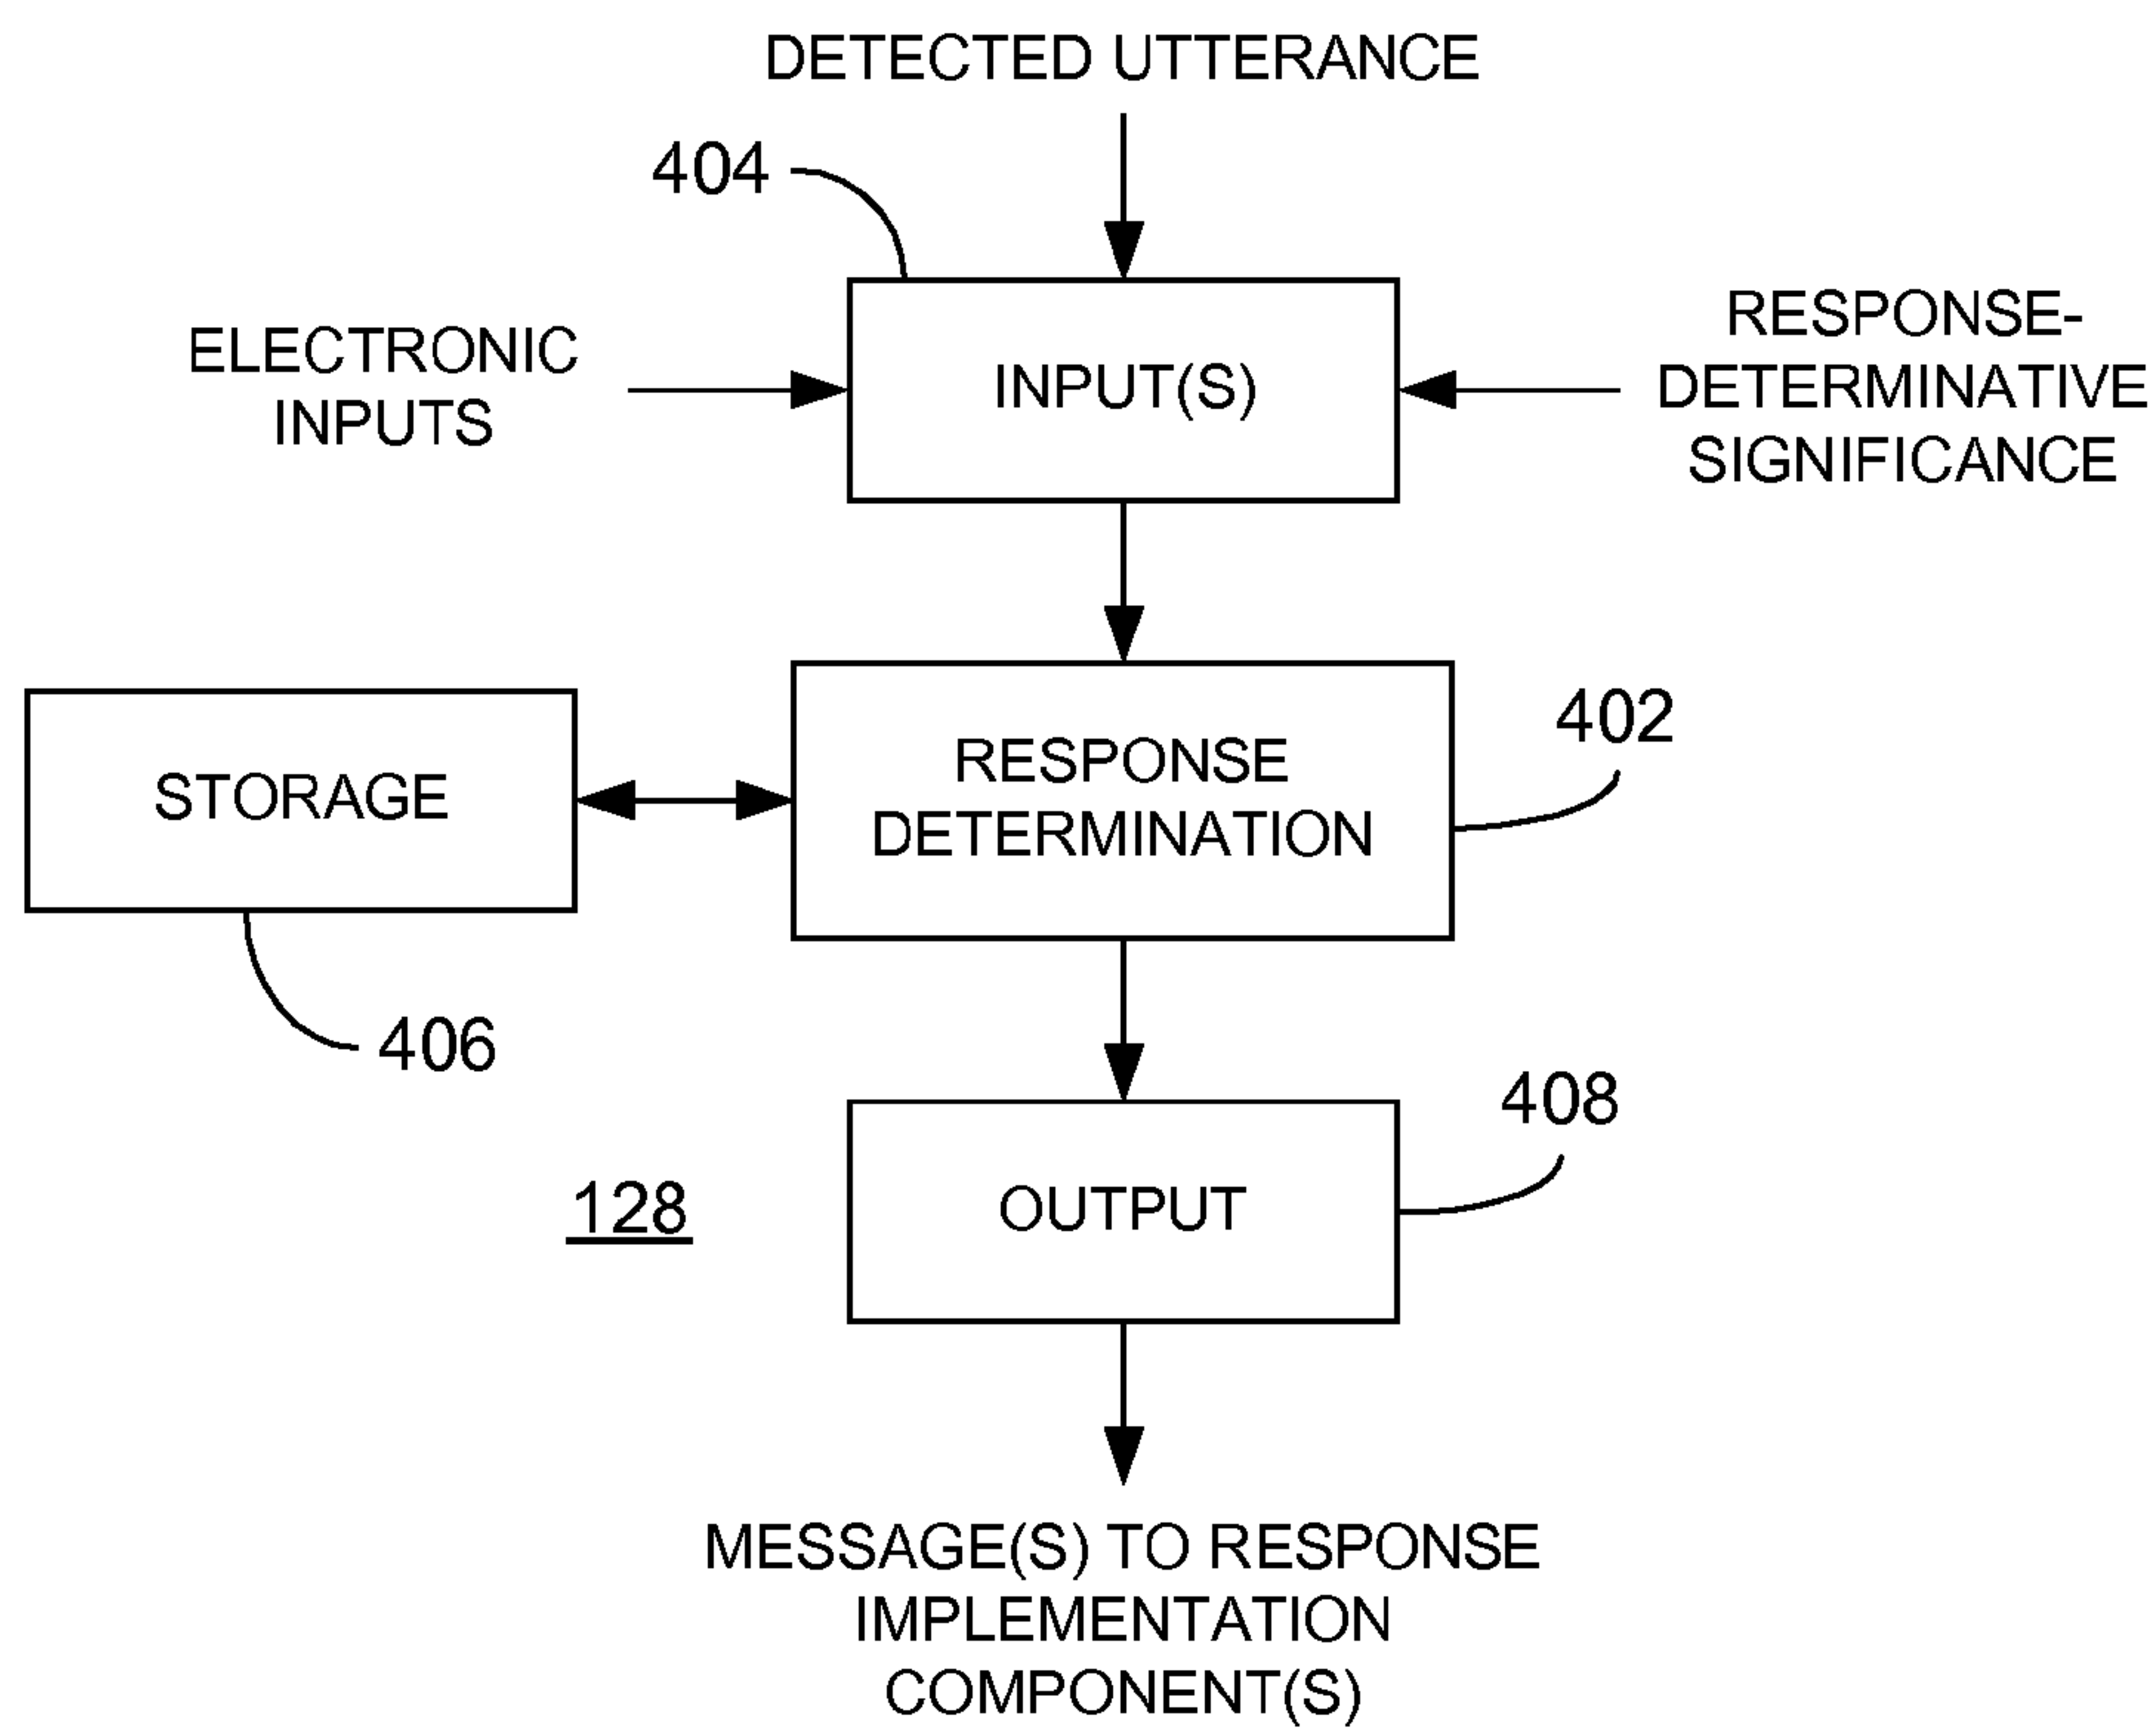 DETECTED UTTERANCE
404
ELECTRONIC
INPUTS
INPUT(S)
RESPONSE-
DETERMINATIVE
SIGNIFICANCE
STORAGE
RESPONSE
DETERMINATION
402
406
408
128
OUTPUT
MESSAGE(S) TO RESPONSE
IMPLEMENTATION
COMPONENT(S)